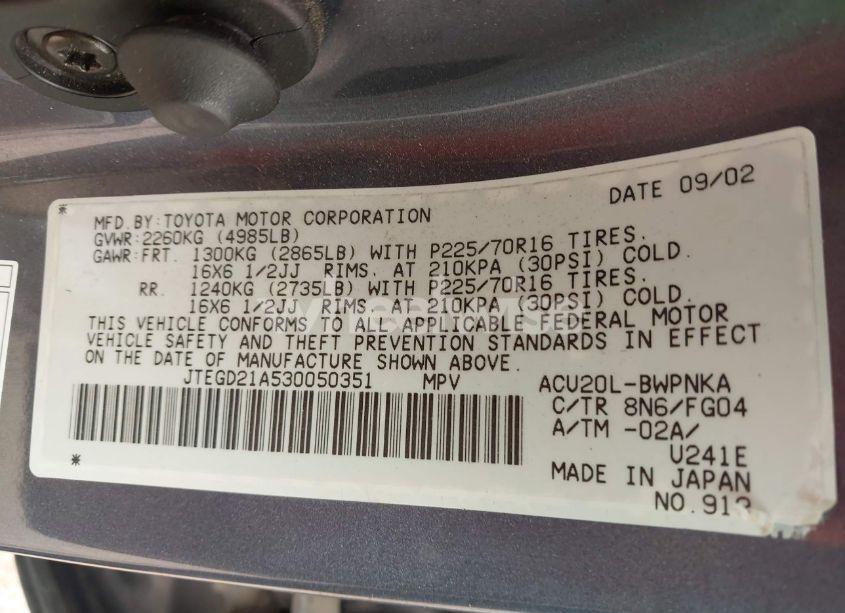 DATE 09/02
MFD.BY:TOYOTA MOTOR CORPORATION
GVWR:2260KG (4985LB)
GAWR:FRT. 1300KG (2865LB) WITH P225/70R16 TIRES.
16X6 1/2JJ RIMS. AT 210KPA (30PSI) COLD.
RR. 1240KG (2735LB) WITH P225/70R16 TIRES.
16X6 1/2JJ RIMS. AT 210KPA (30PSI) COLD.
THIS VEHICLE CONFORMS TO ALL APPLICABLE FEDERAL MOTOR
VEHICLE SAFETY AND THEFT PREVENTION STANDARDS IN EFFECT
ON THE DATE OF MANUFACTURE SHOWN ABOVE.
JTEGD21A530050351 MPV ACU20L-BWPNKA
C/TR 8N6/FG04
A/TM -02A/
U241E
MADE IN JAPAN
NO.